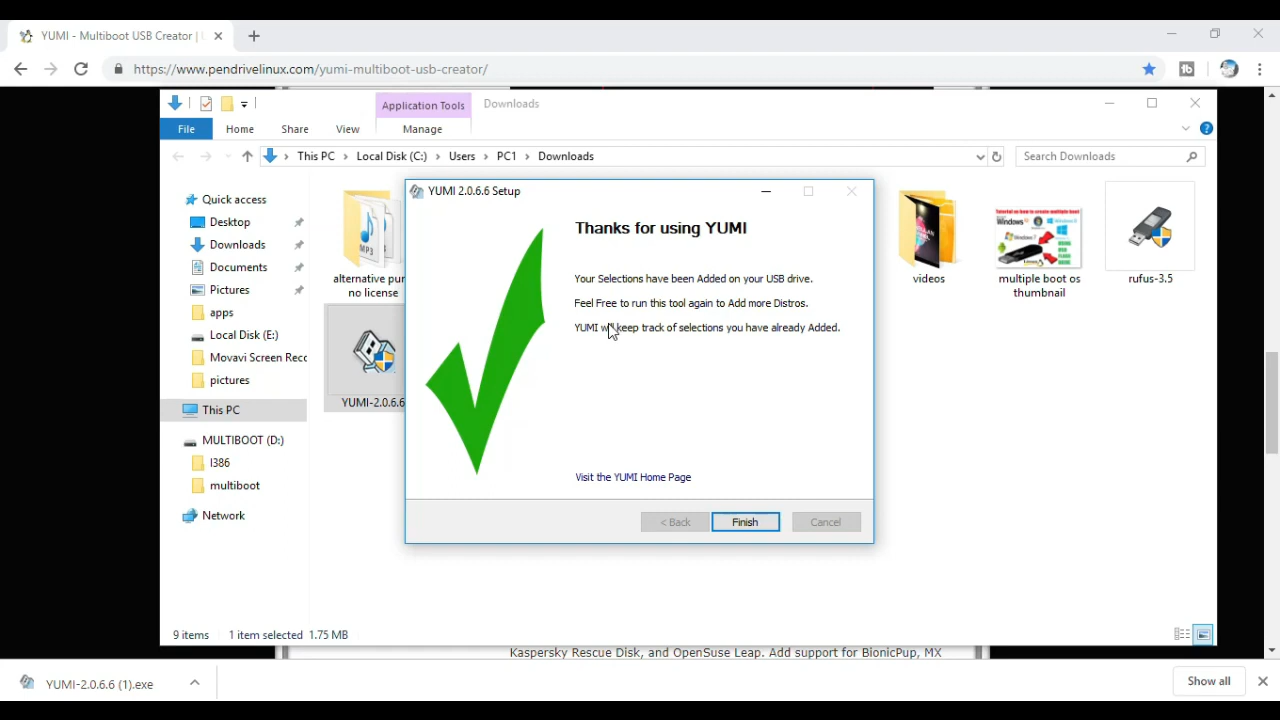 YUMI - Multiboot USB Creator |
https://www.pendrivelinux.com/yumi-multiboot-usb-creator/
Application Tools
Downloads
File
Home
Share
View
Manage
This PC
Local Disk (C:)
Users
PC1
Downloads
Search Downloads
Quick access
Desktop
Downloads
Documents
Pictures
apps
Local Disk (E:)
Movavi Screen Recc
pictures
This PC
MULTIBOOT (D:)
I386
multiboot
Network
MP3
alternative pur
no license
YUMI-2.0.6.6
YUMI 2.0.6.6 Setup
Thanks for using YUMI
Your Selections have been Added on your USB drive.
Feel Free to run this tool again to Add more Distros.
YUMI will keep track of selections you have already Added.
Visit the YUMI Home Page
< Back
Finish
Cancel
videos
multiple boot os
thumbnail
rufus-3.5
9 items
1 item selected 1.75 MB
Kaspersky Rescue Disk, and OpenSuse Leap. Add support for BionicPup, MX
YUMI-2.0.6.6 (1).exe
Show all